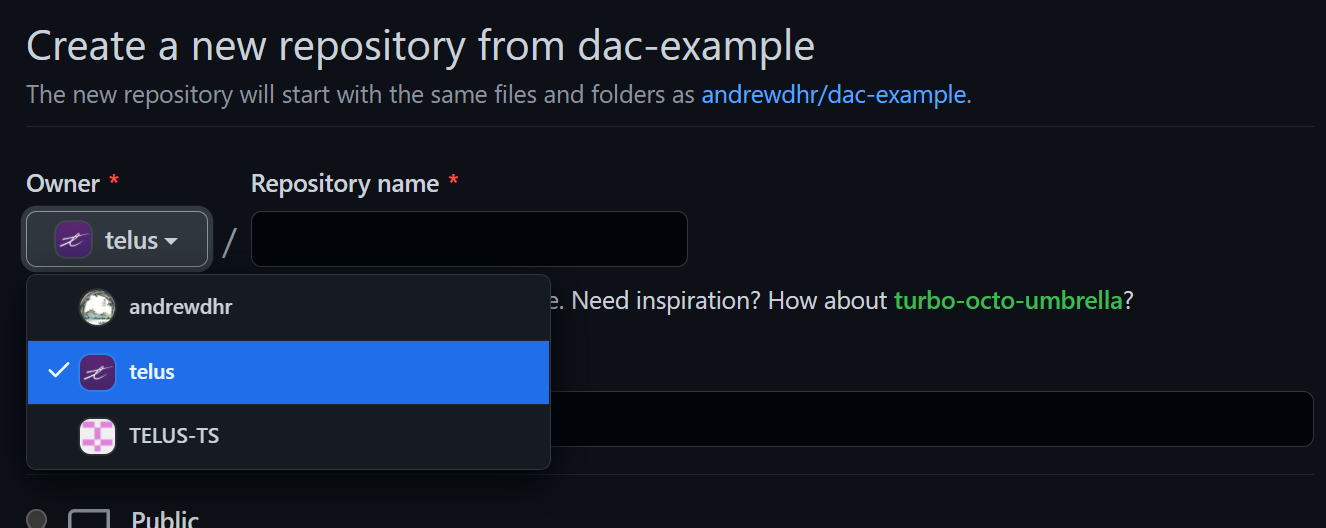 Create a new repository from dac-example
The new repository will start with the same files and folders as andrewdhr/dac-example.
Owner * Repository name *
telus /
andrewdhr
e. Need inspiration? How about turbo-octo-umbrella?
telus
TELUS-TS
Public